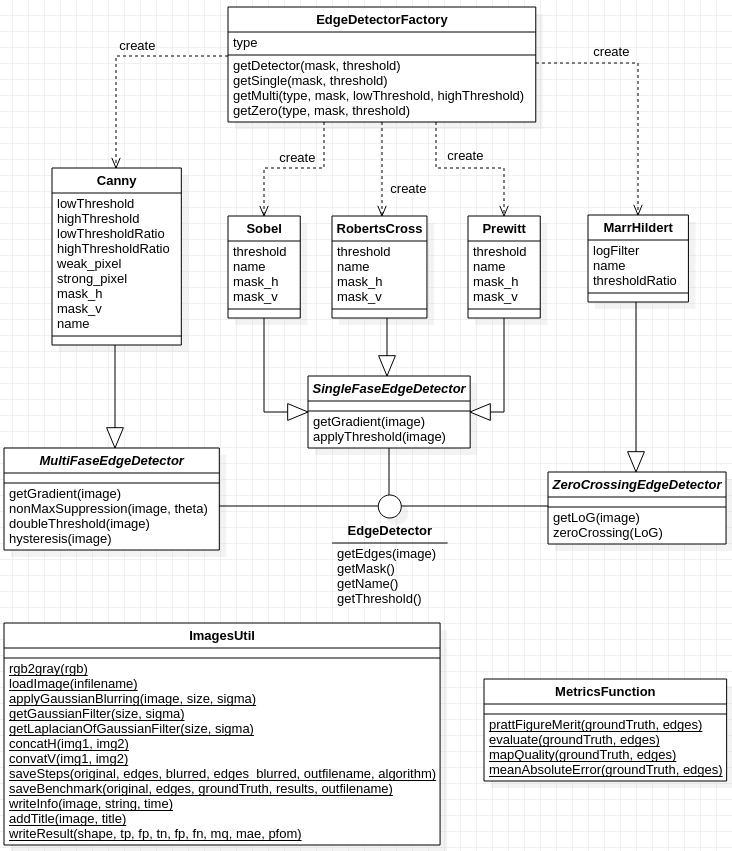 EdgeDetectorFactory
type
getDetector(mask, threshold)
getSingle(mask, threshold)
getMulti(type, mask, lowThreshold, highThreshold)
getZero(type, mask, threshold)
create
create
create
create
create
Canny
lowThreshold
highThreshold
lowThresholdRatio
highThresholdRatio
weak_pixel
strong_pixel
mask_h
mask_v
name
Sobel
threshold
name
mask_h
mask_v
RobertsCross
threshold
name
mask_h
mask_v
Prewitt
threshold
name
mask_h
mask_v
MarrHildert
logFilter
name
thresholdRatio
SingleFaseEdgeDetector
getGradient(image)
applyThreshold(image)
MultiFaseEdgeDetector
getGradient(image)
nonMaxSuppression(image, theta)
doubleThreshold(image)
hysteresis(image)
ZeroCrossingEdgeDetector
getLoG(image)
zeroCrossing(LoG)
EdgeDetector
getEdges(image)
getMask()
getName()
getThreshold()
ImagesUtil
rgb2gray(rgb)
loadImage(infilename)
applyGaussianBlurring(image, size, sigma)
getGaussianFilter(size, sigma)
getLaplacianOfGaussianFilter(size, sigma)
concatH(img1, img2)
convatV(img1, img2)
saveSteps(original, edges, blurred, edges_blurred, outfilename, algorithm)
saveBenchmark(original, edges, groundTruth, results, outfilename)
writeInfo(image, string, time)
addTitle(image, title)
writeResult(shape, tp, fp, tn, fp, fn, mq, mae, pfom)
MetricsFunction
prattFigureMerit(groundTruth, edges)
evaluate(groundTruth, edges)
mapQuality(groundTruth, edges)
meanAbsoluteError(groundTruth, edges)